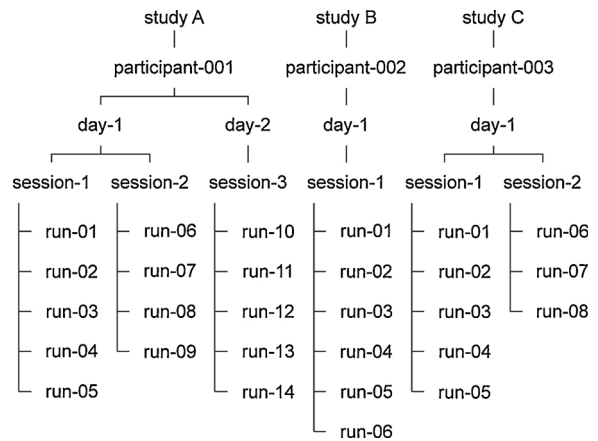 study A study B study C
participant-001 participant-002 participant-003
day-1 day-2 day-1 day-1
session-1 session-2 session-3 session-1 session-1 session-2
run-01 run-06 run-10 run-01 run-01 run-06
run-02 run-07 run-11 run-02 run-02 run-07
run-03 run-08 run-12 run-03 run-03 run-08
run-04 run-09 run-13 run-04 run-04
run-05 run-14 run-05 run-05
run-06